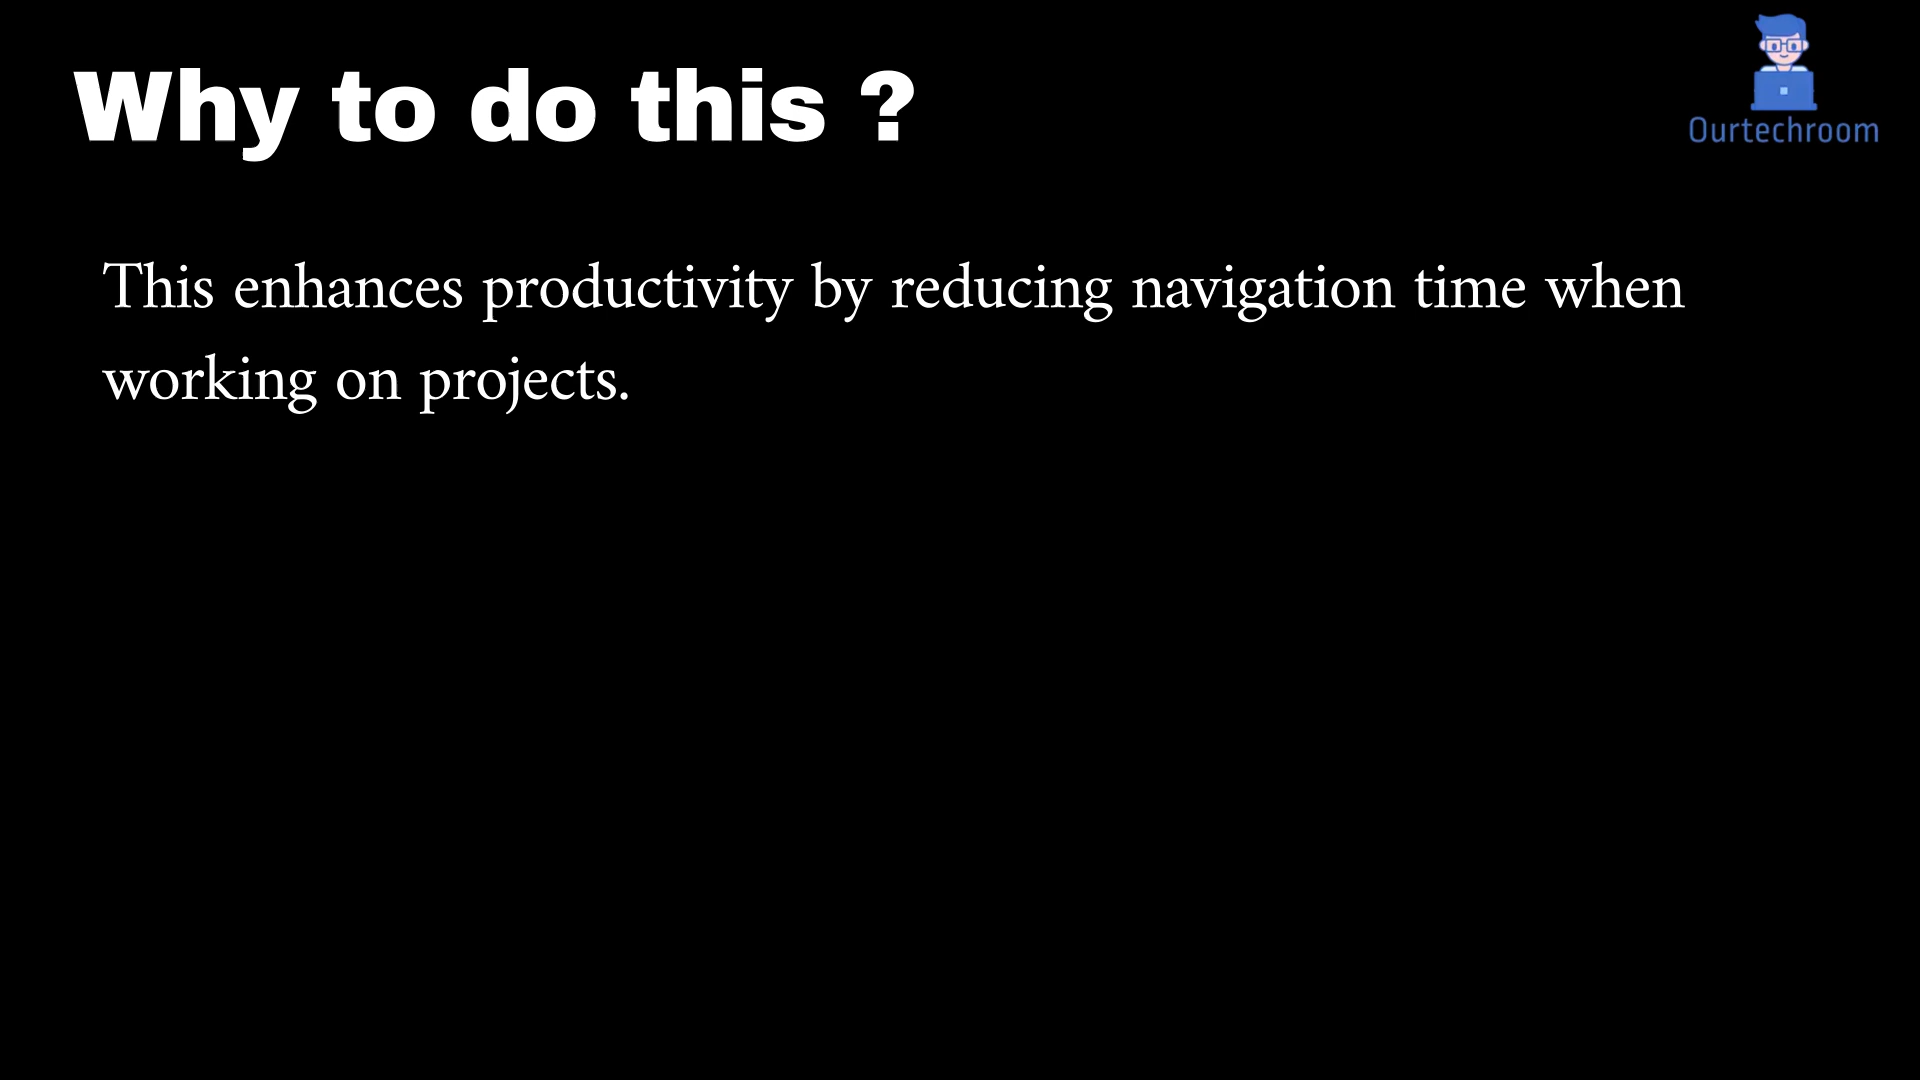 Why to do this ?
Ourtechroom
This enhances productivity by reducing navigation time when
working on projects.